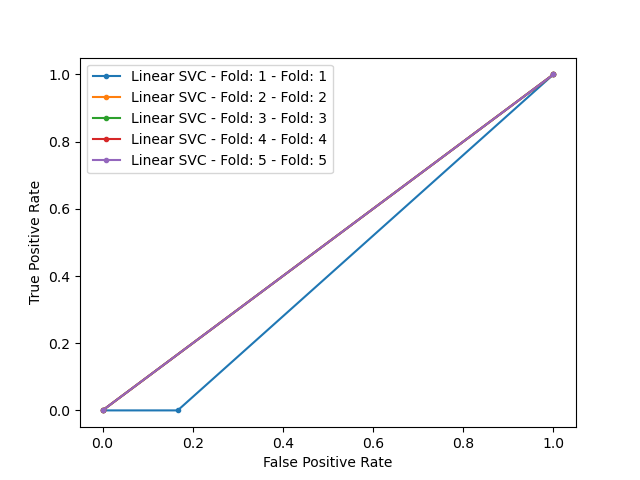 Linear SVC - Fold: 1 - Fold: 1
Linear SVC - Fold: 2 - Fold: 2
Linear SVC - Fold: 3 - Fold: 3
Linear SVC - Fold: 4 - Fold: 4
Linear SVC - Fold: 5 - Fold: 5
True Positive Rate
1.0
0.8
0.6
0.4
0.2
0.0
0.0 0.2 0.4 0.6 0.8 1.0
False Positive Rate